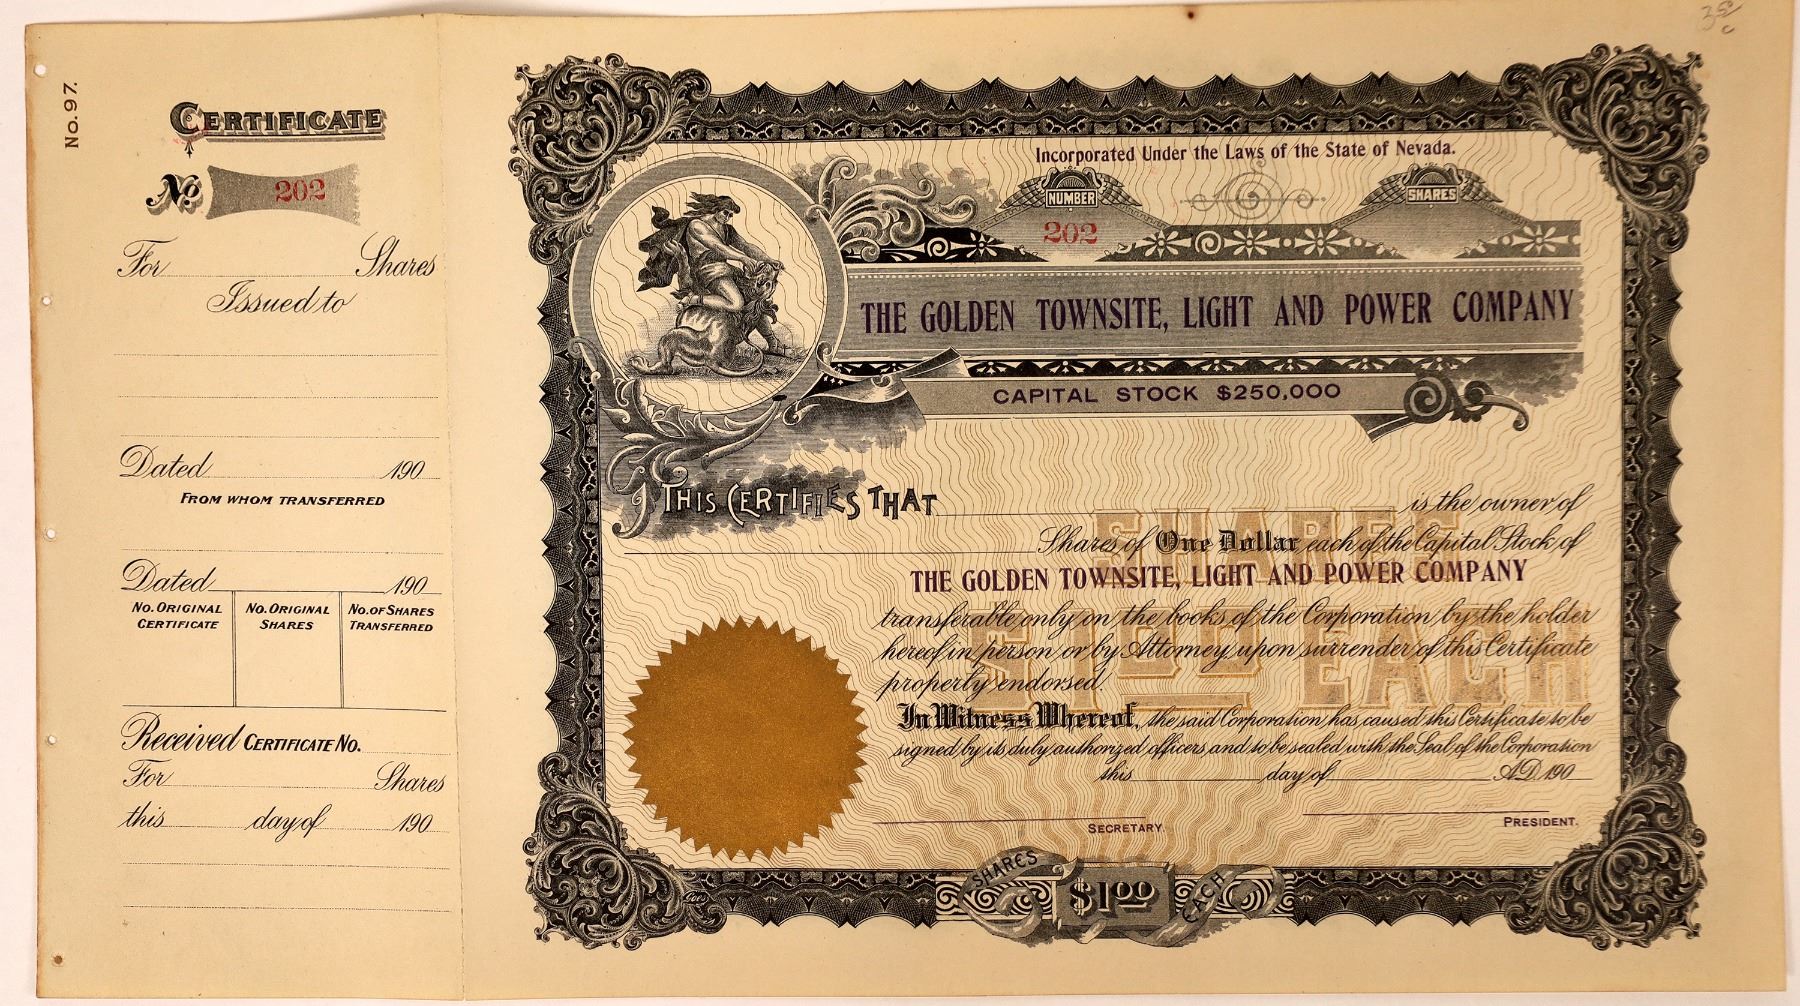 No. 97.
CERTIFICATE
No 202
For Shares
Issued to
Dated 190
FROM WHOM TRANSFERRED
Dated 190
NO. ORIGINAL CERTIFICATE
NO. ORIGINAL SHARES
NO. OF SHARES TRANSFERRED
Received CERTIFICATE NO.
For Shares
this day of 190
Incorporated Under the Laws of the State of Nevada.
NUMBER
202
SHARES
THE GOLDEN TOWNSITE, LIGHT AND POWER COMPANY
CAPITAL STOCK $250,000
THIS CERTIFIES THAT is the owner of
Shares of One Dollar each of the Capital Stock of
THE GOLDEN TOWNSITE, LIGHT AND POWER COMPANY
transferable only on the books of the Corporation by the holder
hereof in person or by Attorney upon surrender of this Certificate
properly endorsed.
In Witness Whereof, the said Corporation has caused this Certificate to be
signed by its duly authorized officers and to be sealed with the Seal of the Corporation
this day of A.D. 190
SHARES
$1.00 EACH
SECRETARY.
PRESIDENT.
SHARES $1.00 EACH
Goes